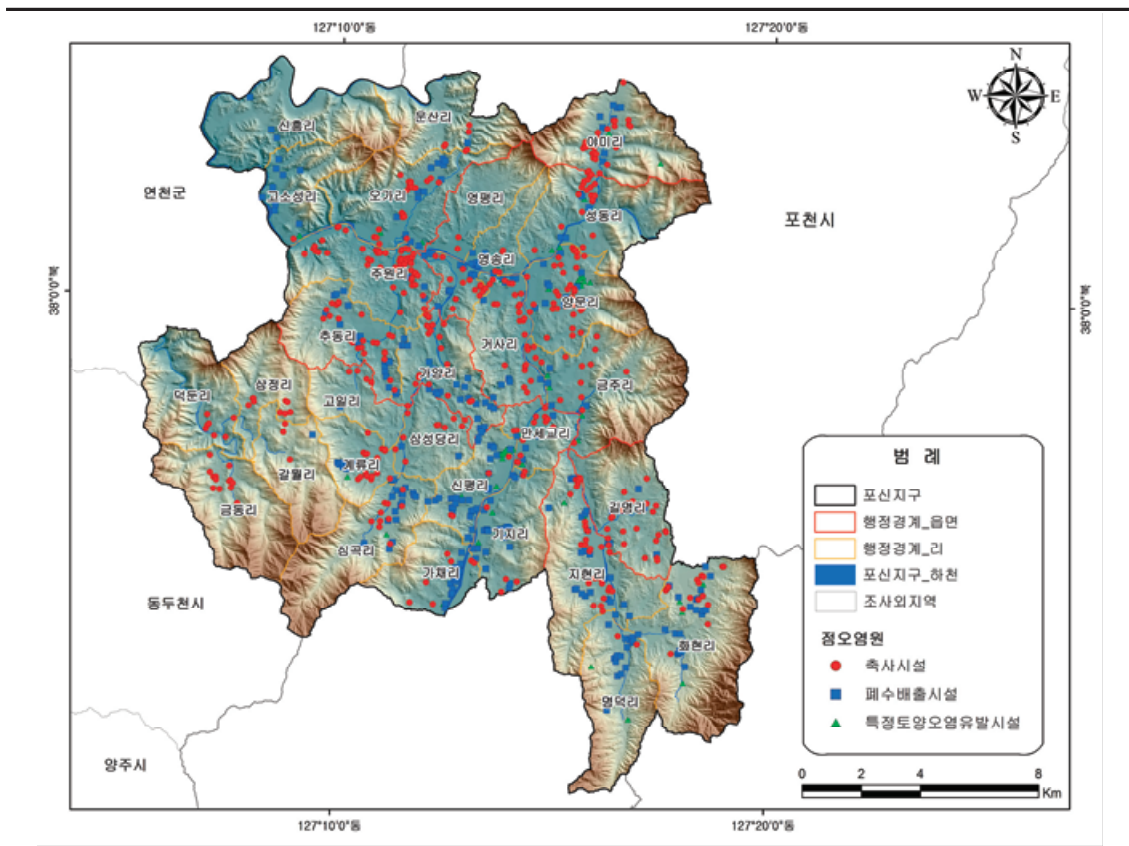 127°10'0"동
127°20'0"동
N
W
E
S
운산리
신흥리
야미리
연천군
고소성리
오가리
영평리
성동리
포천시
영송리
주원리
38°0'0"북
38°0'0"북
양문리
추동리
거사리
가양리
금주리
삼정리
덕둔리
고일리
삼성당리
만세교리
갈월리
계류리
신평리
금동리
길명리
기지리
심곡리
가채리
지현리
동두천시
화현리
명덕리
양주시
범 례
포신지구
행정경계_읍면
행정경계_리
포신지구_하천
조사외지역
점오염원
축사시설
폐수배출시설
특정토양오염유발시설
0 2 4 8
Km
127°10'0"동
127°20'0"동